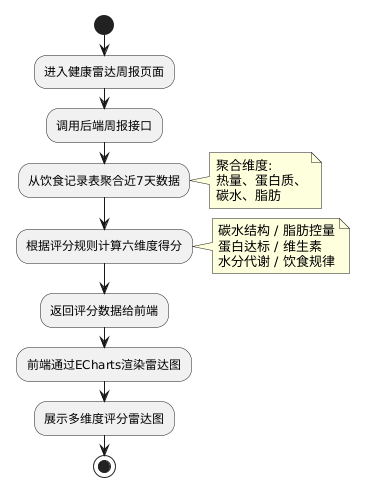 进入健康雷达周报页面
调用后端周报接口
从饮食记录表聚合近7天数据
聚合维度:
热量、蛋白质、
碳水、脂肪
根据评分规则计算六维度得分
碳水结构 / 脂肪控量
蛋白达标 / 维生素
水分代谢 / 饮食规律
返回评分数据给前端
前端通过ECharts渲染雷达图
展示多维度评分雷达图